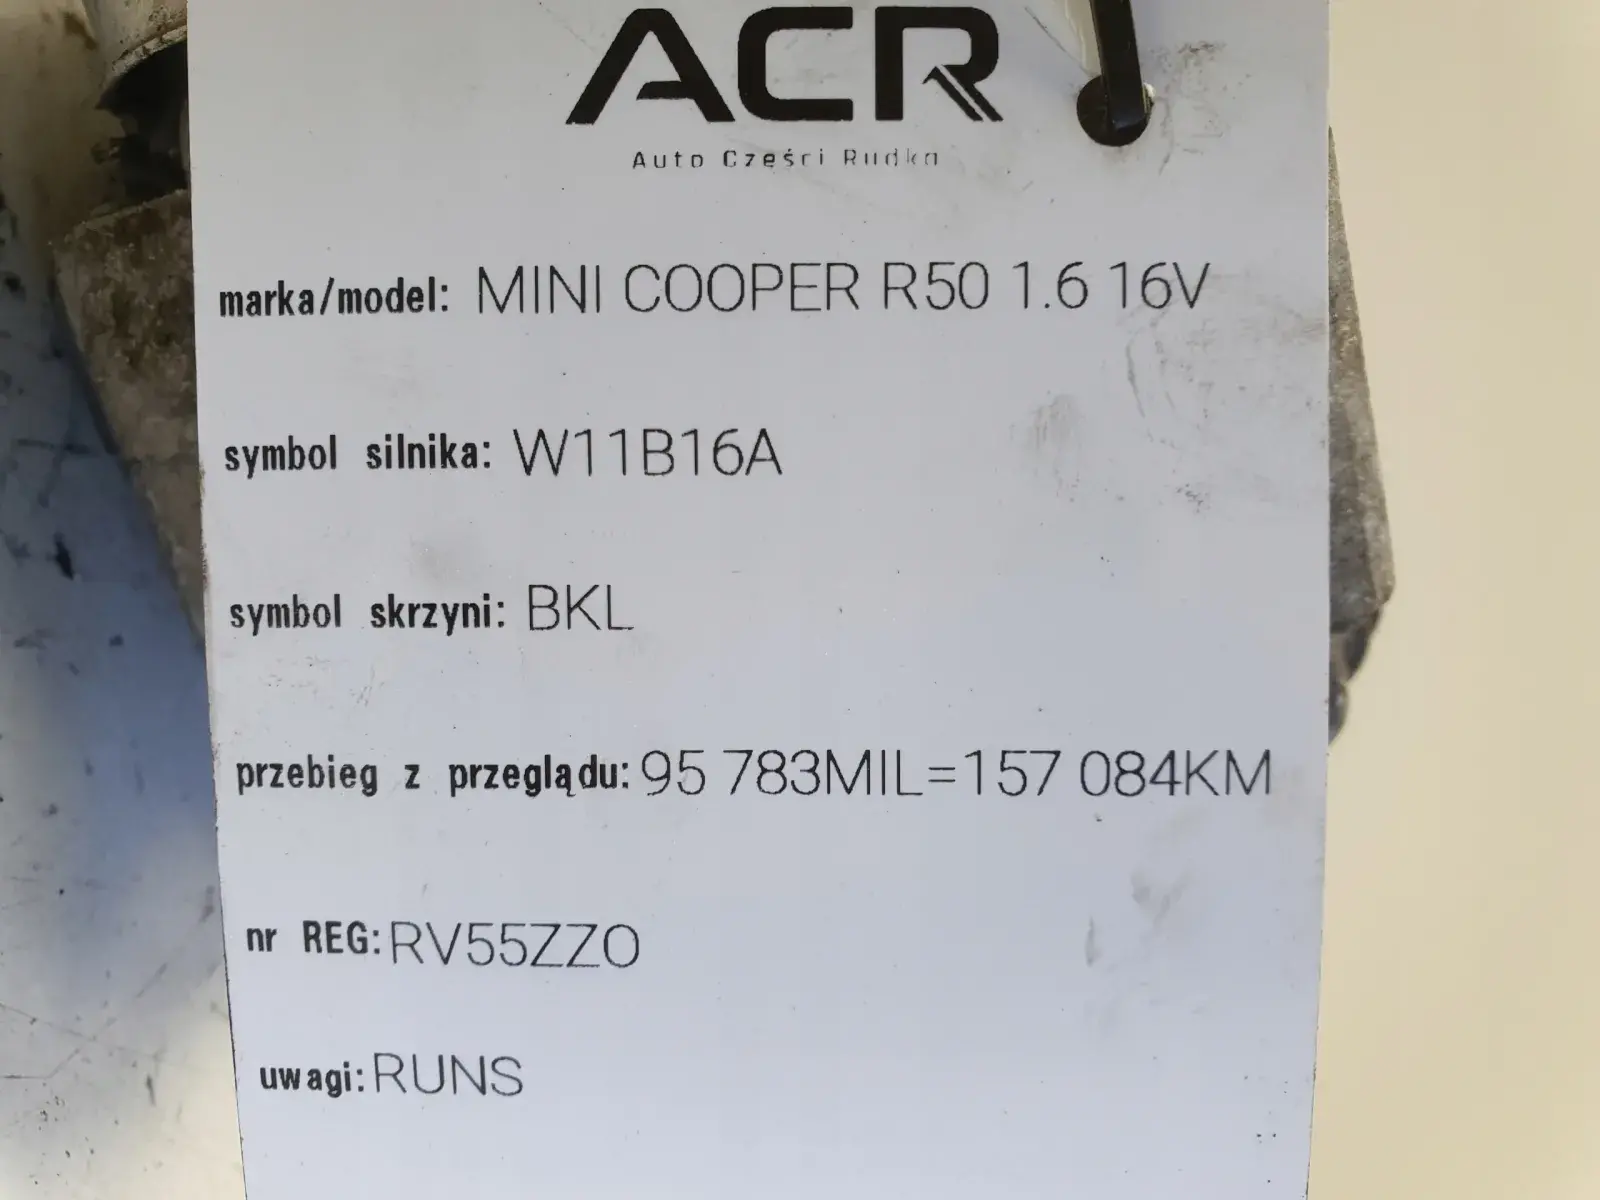 ACR
Auto Części Rudka
marka/model: MINI COOPER R50 1.6 16V
symbol silnika: W11B16A
symbol skrzyni: BKL
przebieg z przeglądu: 95 783MIL=157 084KM
nr REG: RV55ZZO
uwagi: RUNS